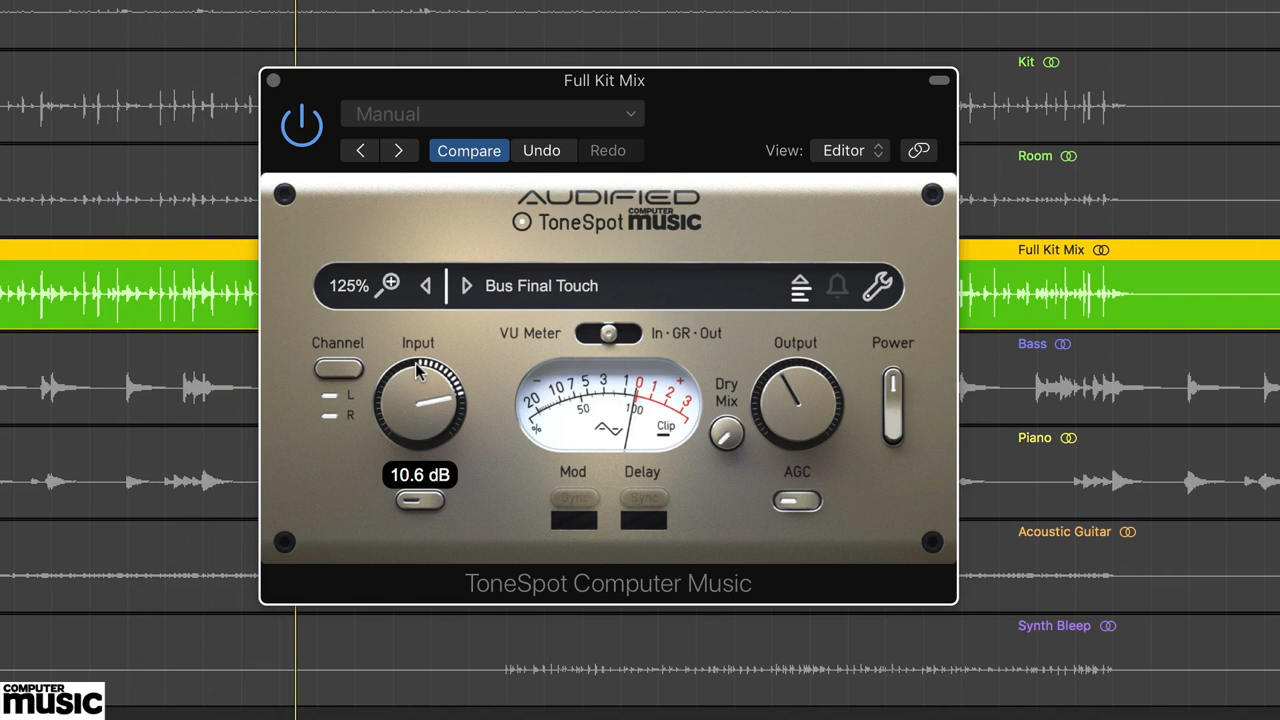 Full Kit Mix
Manual
Compare Undo Redo View: Editor
AUDIFIED
ToneSpot COMPUTER music
125% Bus Final Touch
VU Meter In·GR·Out
Channel Input Output Power
L
R
Dry
Mix
− 20 10 7 5 3 1 0 1 2 3 +
% 50 100
Clip
10.6 dB
Mod Delay AGC
Sync Sync
ToneSpot Computer Music
Kit
Room
Full Kit Mix
Bass
Piano
Acoustic Guitar
Synth Bleep
COMPUTER
music